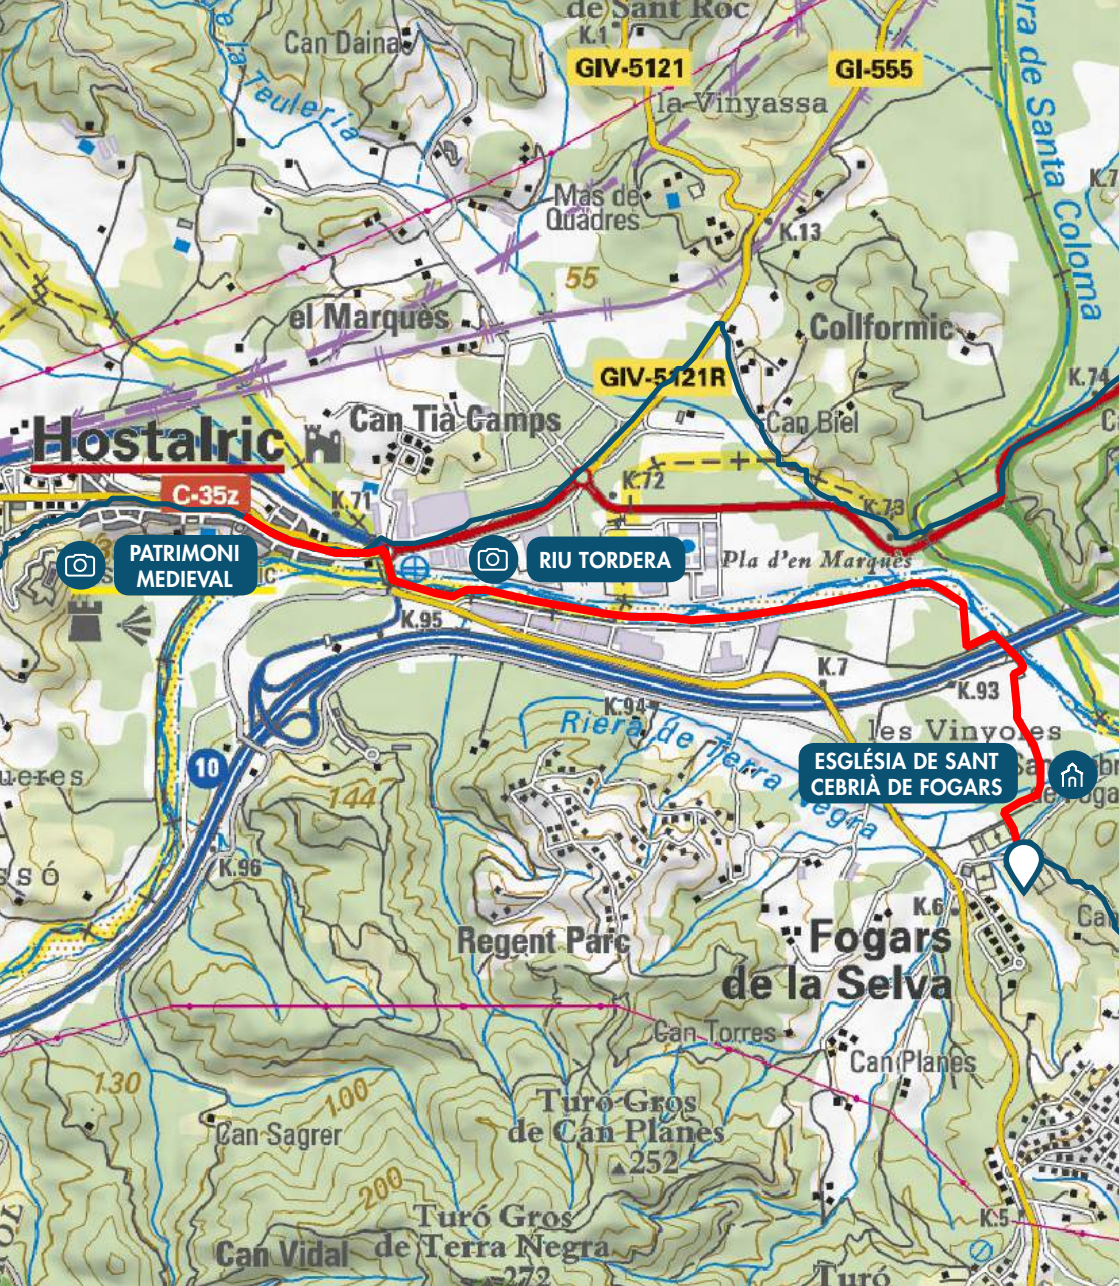 de Sant Roc
K.1
Can Daina
GIV-5121
GI-555
la Teuleria
la Vinyassa
Mas de
Quadres
K.13
55
el Marquès
Collformic
GIV-5121R
K.74
Hostalric
Can Tià Camps
Can Biel
C-35z
K.71
K.72
K.73
PATRIMONI
MEDIEVAL
RIU TORDERA
Pla d'en Marquès
K.95
K.7
K.93
K.94
Riera de Terra Negra
les Vinyoles
10
144
ESGLÉSIA DE SANT
CEBRIÀ DE FOGARS
K.96
K.6
Regent Parc
Fogars
de la Selva
Can Torres
Can Planes
130
100
Turó Gros
de Can Planes
252
Can Sagrer
200
Turó Gros
de Terra Negra
272
K.5
Can Vidal
Turó